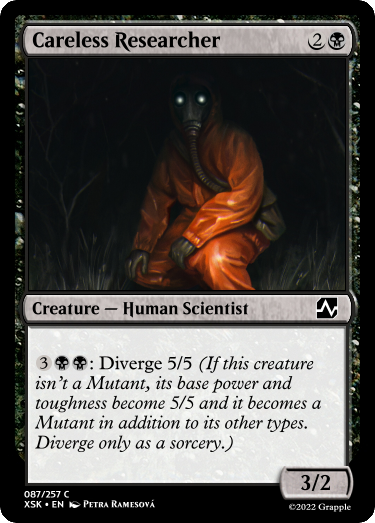 Careless Researcher 2
Creature — Human Scientist
3: Diverge 5/5 (If this creature
isn't a Mutant, its base power and
toughness become 5/5 and it becomes a
Mutant in addition to its other types.
Diverge only as a sorcery.)
3/2
087/257 C
XSK • EN Petra Ramesová
©2022 Grapple